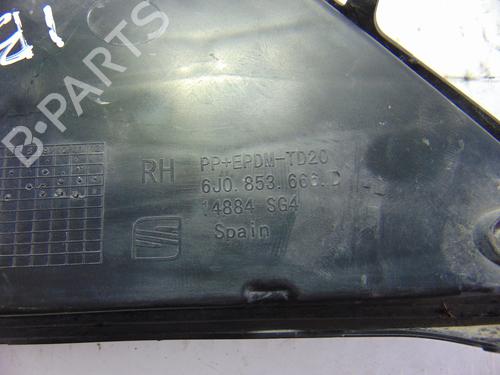 RH
PP+EPDM-TD20
6J0.853.666.D
14884 SG4
Spain
B-PARTS